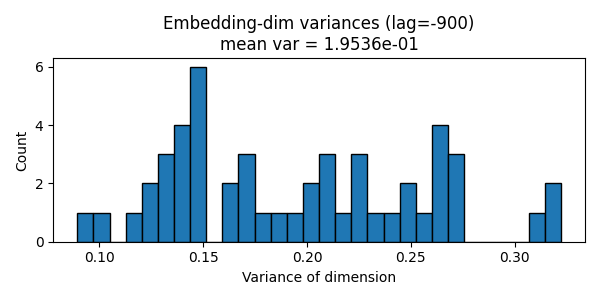 Embedding-dim variances (lag=-900)
mean var = 1.9536e-01
6
4
2
0
Count
0.10 0.15 0.20 0.25 0.30
Variance of dimension